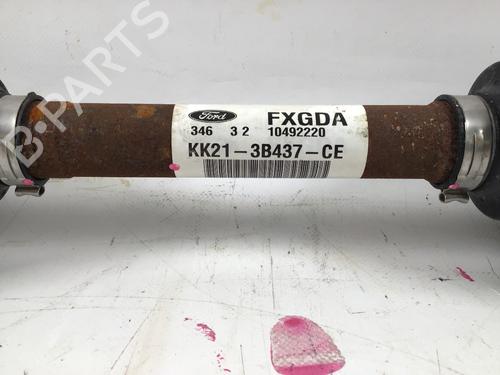 B-PARTS
Ford FXGDA
346 3 2 10492220
KK21-3B437-CE